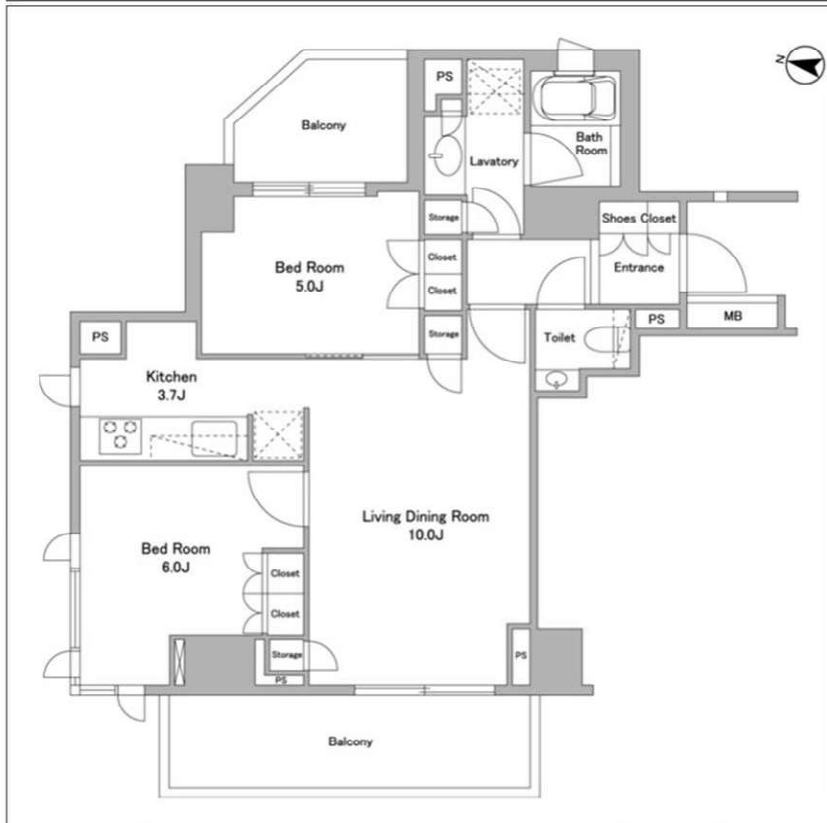 N
PS
Balcony
Bath
Room
Lavatory
Storage
Shoes Closet
Closet
Bed Room
5.0J
Entrance
Closet
Storage
PS
MB
PS
Toilet
Kitchen
3.7J
Living Dining Room
10.0J
Bed Room
6.0J
Closet
Closet
Storage
PS
PS
Balcony